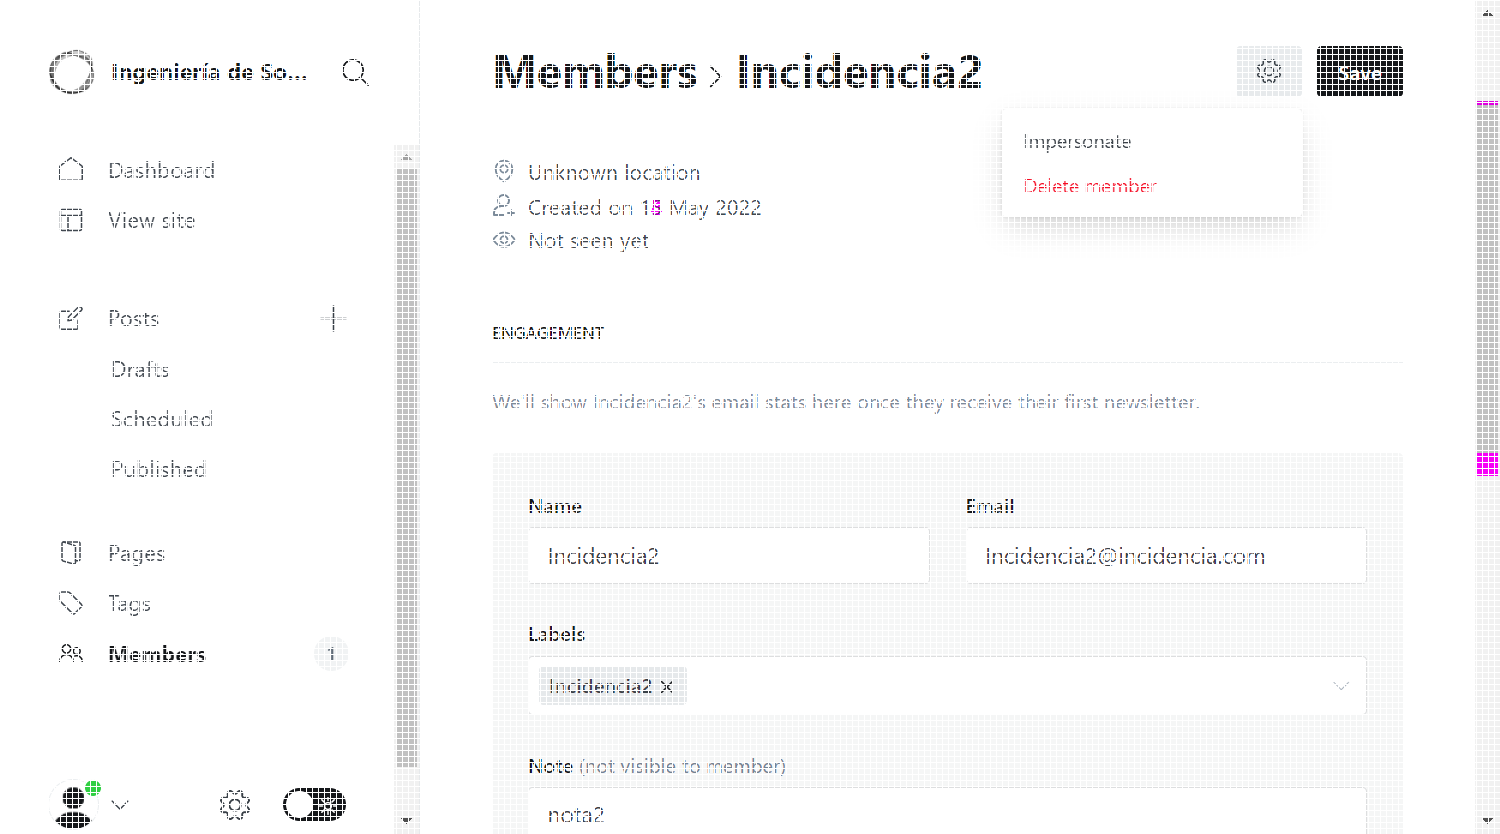 Ingeniería de So...
Dashboard
View site
Posts
Drafts
Scheduled
Published
Pages
Tags
Members 1
Members › Incidencia2
Save
Impersonate
Delete member
Unknown location
Created on May 2022
Not seen yet
ENGAGEMENT
We'll show Incidencia2's email stats here once they receive their first newsletter.
Name
Incidencia2
Email
Incidencia2@incidencia.com
Labels
Incidencia2 ×
Note (not visible to member)
nota2